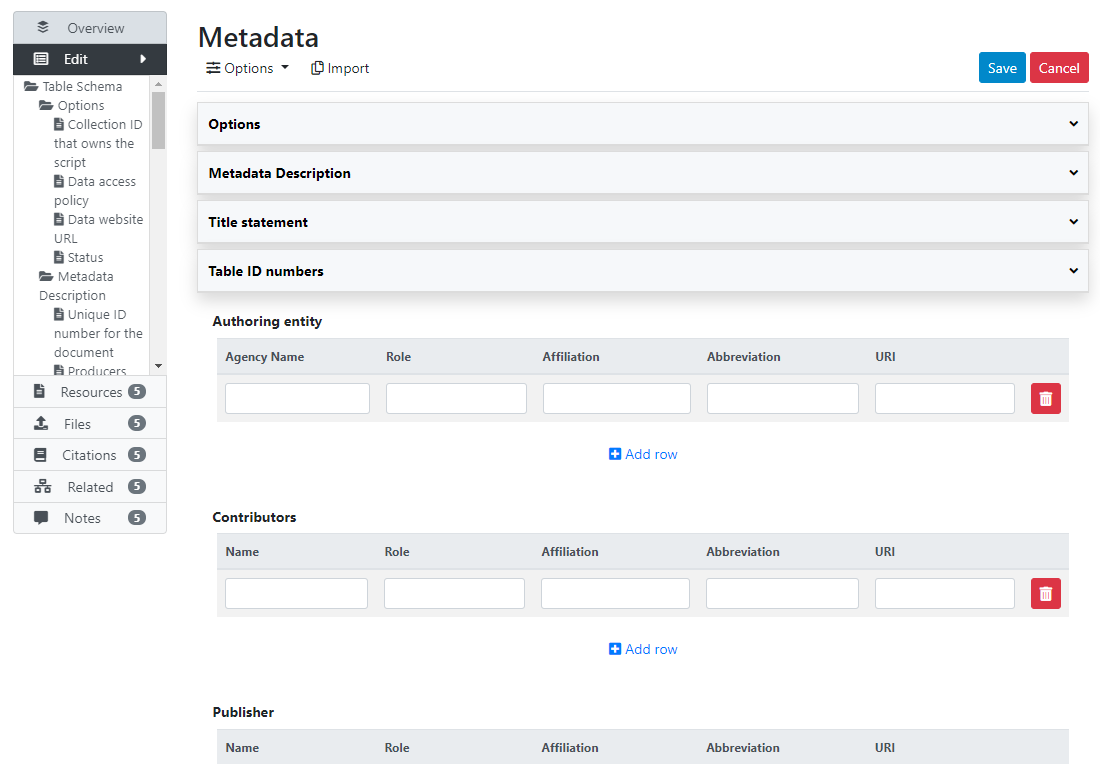 Overview
Edit
Table Schema
Options
Collection ID
that owns the
script
Data access
policy
Data website
URL
Status
Metadata
Description
Unique ID
number for the
document
Producers
Resources 5
Files 5
Citations 5
Related 5
Notes 5
Metadata
Options Import
Save Cancel
Options
Metadata Description
Title statement
Table ID numbers
Authoring entity
Agency Name Role Affiliation Abbreviation URI
Add row
Contributors
Name Role Affiliation Abbreviation URI
Add row
Publisher
Name Role Affiliation Abbreviation URI